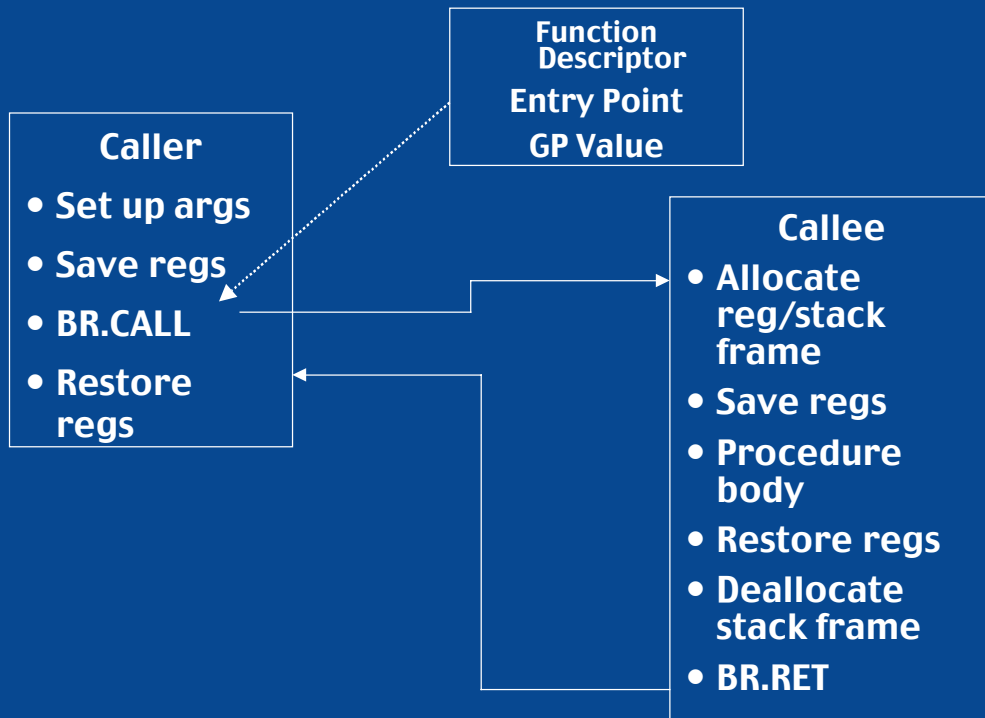 Function
Descriptor
Entry Point
GP Value
Caller
• Set up args
• Save regs
• BR.CALL
• Restore
regs
Callee
• Allocate
reg/stack
frame
• Save regs
• Procedure
body
• Restore regs
• Deallocate
stack frame
• BR.RET